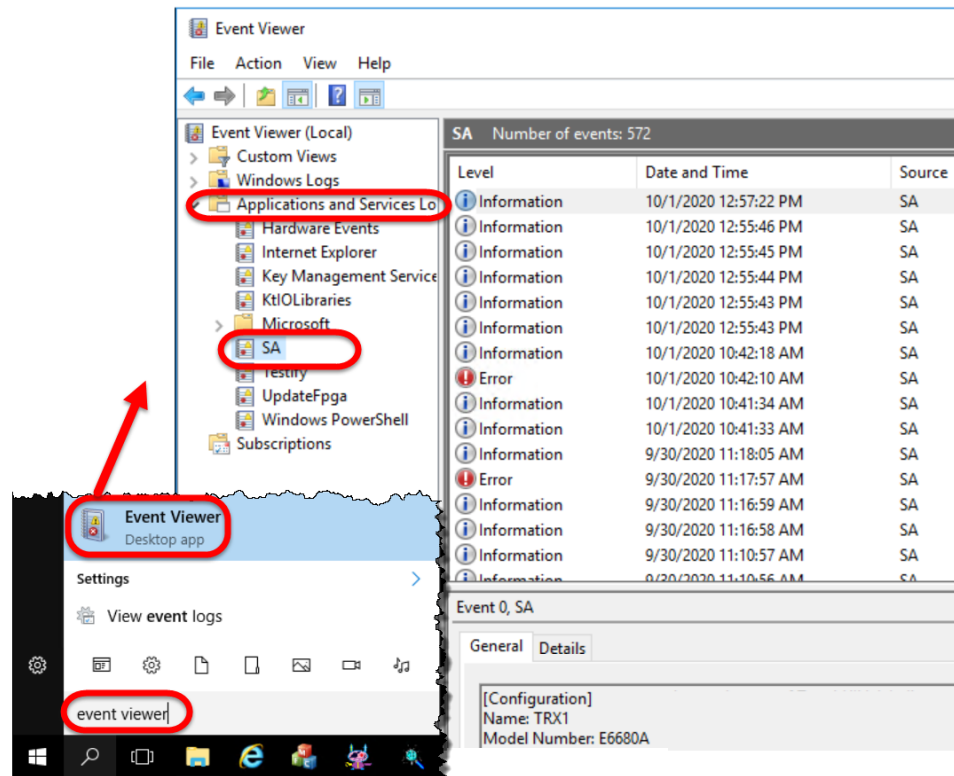 Event Viewer
File Action View Help
Event Viewer (Local)
Custom Views
Windows Logs
Applications and Services Lo
Hardware Events
Internet Explorer
Key Management Service
KtIOLibraries
Microsoft
SA
Testify
UpdateFpga
Windows PowerShell
Subscriptions
SA Number of events: 572
Level Date and Time Source
Information 10/1/2020 12:57:22 PM SA
Information 10/1/2020 12:55:46 PM SA
Information 10/1/2020 12:55:45 PM SA
Information 10/1/2020 12:55:44 PM SA
Information 10/1/2020 12:55:43 PM SA
Information 10/1/2020 12:55:43 PM SA
Information 10/1/2020 10:42:18 AM SA
Error 10/1/2020 10:42:10 AM SA
Information 10/1/2020 10:41:34 AM SA
Information 10/1/2020 10:41:33 AM SA
Information 9/30/2020 11:18:05 AM SA
Error 9/30/2020 11:17:57 AM SA
Information 9/30/2020 11:16:59 AM SA
Information 9/30/2020 11:16:58 AM SA
Information 9/30/2020 11:10:57 AM SA
Information 9/30/2020 11:10:56 AM SA
Event 0, SA
General Details
[Configuration]
Name: TRX1
Model Number: E6680A
Event Viewer
Desktop app
Settings
View event logs
event viewer